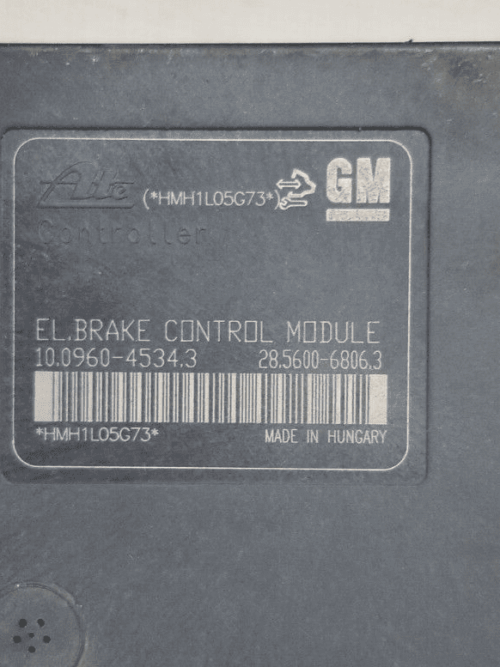 Ate
(*HMH1L05G73*)
GM
Controller
EL.BRAKE CONTROL MODULE
10.0960-4534.3 28.5600-6806.3
*HMH1L05G73* MADE IN HUNGARY